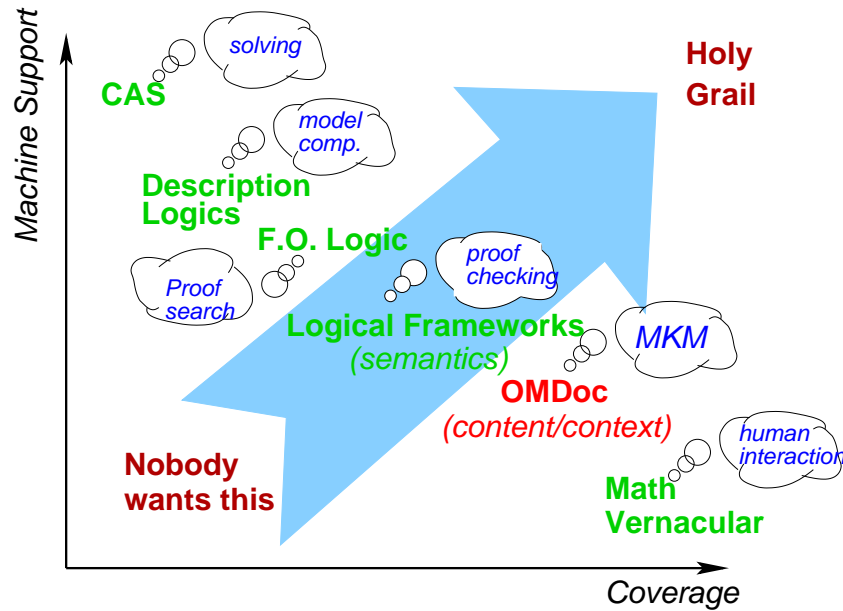 Machine Support
solving
CAS
Holy
Grail
model
comp.
Description
Logics
F.O. Logic
Proof
search
proof
checking
Logical Frameworks
(semantics)
MKM
OMDoc
(content/context)
human
interaction
Nobody
wants this
Math
Vernacular
Coverage